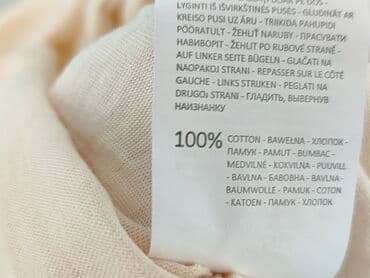 LYGINTI IŠ IŠVIRKŠTINĖS PUSĖS - GLUDINĀT AR
KREISO PUSI UZ ĀRU - TRIIKIDA PAHUPIDI
PÖÖRATULT - ŽEHLIŤ NARUBY - ПРАСУВАТИ
НАВИВОРІТ - ŽEHLIT PO RUBOVÉ STRANĚ -
AUF LINKER SEITE BÜGELN - GLAČATI NA
NAOPAKOJ STRANI - REPASSER SUR LE CÔTÉ
GAUCHE - LINKS STRIJKEN - PEGLATI NA
DRUGOJ STRANI - ГЛАДИТЬ, ВЫВЕРНУВ
НАИЗНАНКУ
100% COTTON - BAWEŁNA - ХЛОПОК -
ПАМУК - PAMUT - BUMBAC -
MEDVILNĖ - KOKVILNA - PUUVILL
- BAVLNA - БАВОВНА - BAVLNA -
BAUMWOLLE - PAMUK - COTON -
- KATOEN - ПАМУК - ХЛОПОК